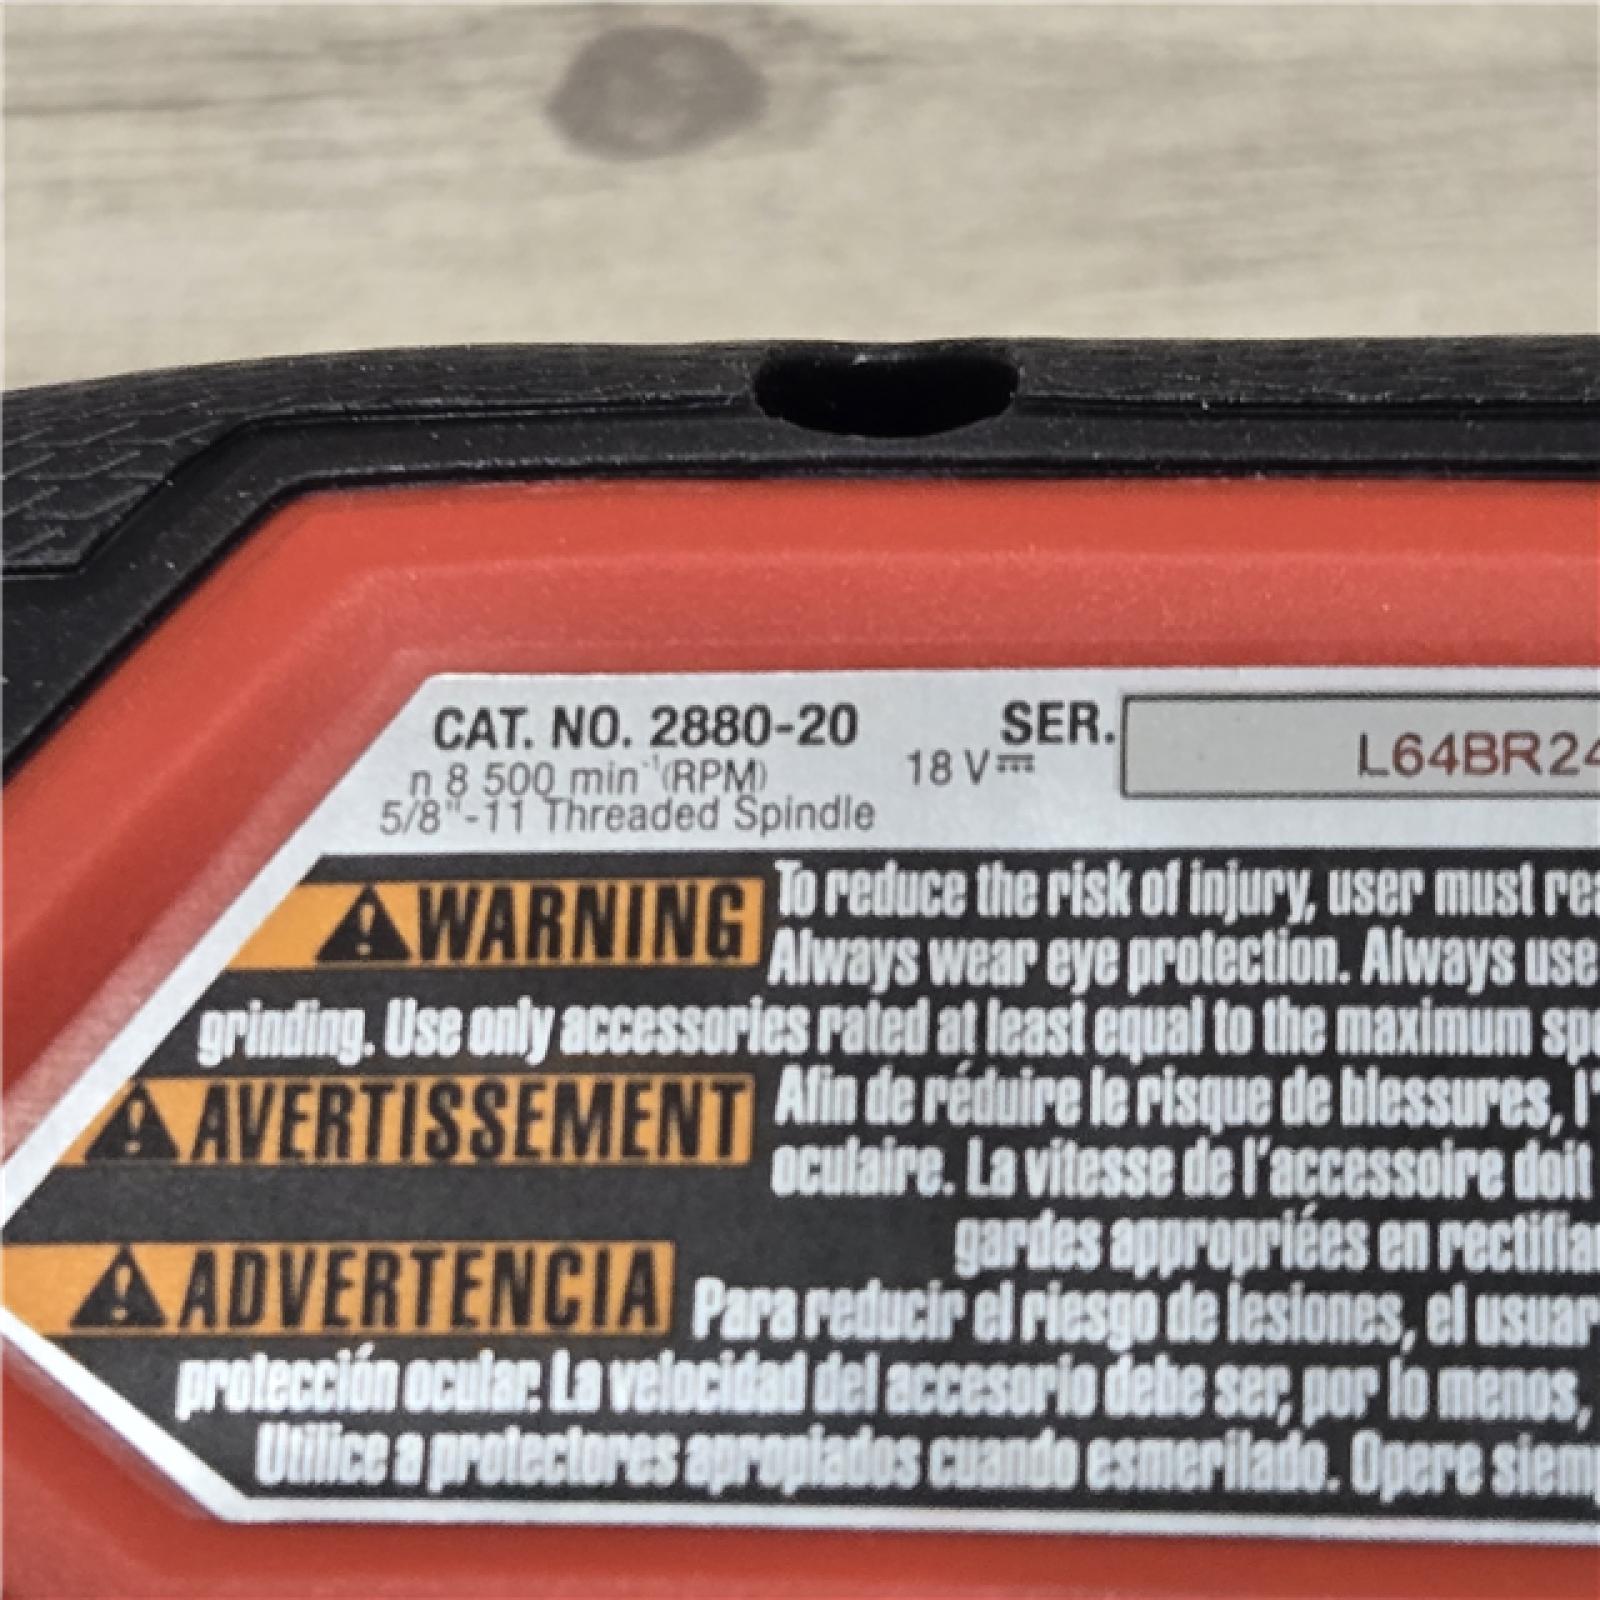 CAT. NO. 2880-20 SER. L64BR24
n 8 500 min⁻¹ (RPM) 18 V⎓
5/8"-11 Threaded Spindle
WARNING To reduce the risk of injury, user must rea
Always wear eye protection. Always use
grinding. Use only accessories rated at least equal to the maximum spe
AVERTISSEMENT Afin de réduire le risque de blessures, l'
oculaire. La vitesse de l'accessoire doit
gardes appropriées en rectifian
ADVERTENCIA Para reducir el riesgo de lesiones, el usuar
protección ocular. La velocidad del accesorio debe ser, por lo menos,
Utilice a protectores apropiados cuando esmerilado. Opere siem